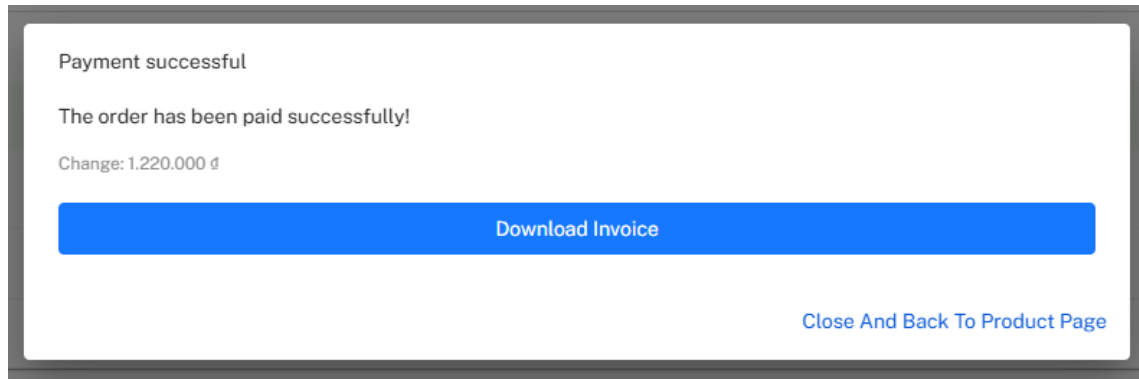 Payment successful
The order has been paid successfully!
Change: 1.220.000 ₫
Download Invoice
Close And Back To Product Page